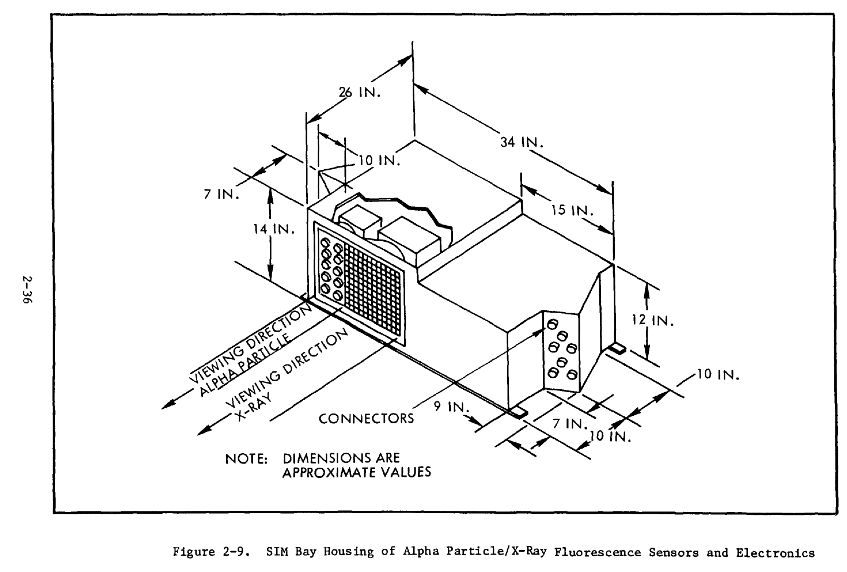 26 IN.
34 IN.
10 IN.
7 IN.
15 IN.
14 IN.
2-36
12 IN.
VIEWING DIRECTION
ALPHA PARTICLE
VIEWING DIRECTION
X-RAY
10 IN.
CONNECTORS
9 IN.
7 IN.
10 IN.
NOTE: DIMENSIONS ARE
APPROXIMATE VALUES
Figure 2-9. SIM Bay Housing of Alpha Particle/X-Ray Fluorescence Sensors and Electronics